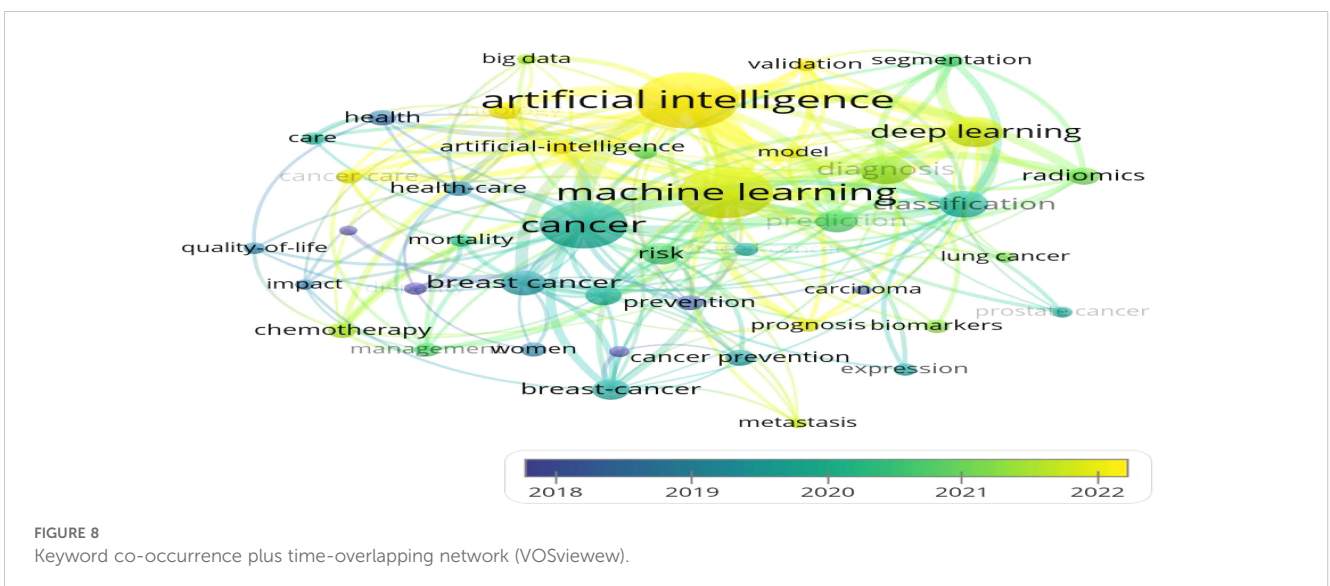 big data
validation
segmentation
artificial intelligence
health
deep learning
care
artificial-intelligence
model
diagnosis
cancer care
health-care
radiomics
machine learning
classification
prediction
cancer
quality-of-life
mortality
risk
lung cancer
impact
breast cancer
carcinoma
prevention
prostate cancer
chemotherapy
prognosis
biomarkers
management
women
cancer prevention
expression
breast-cancer
metastasis
2018 2019 2020 2021 2022
FIGURE 8
Keyword co-occurrence plus time-overlapping network (VOSviewew).